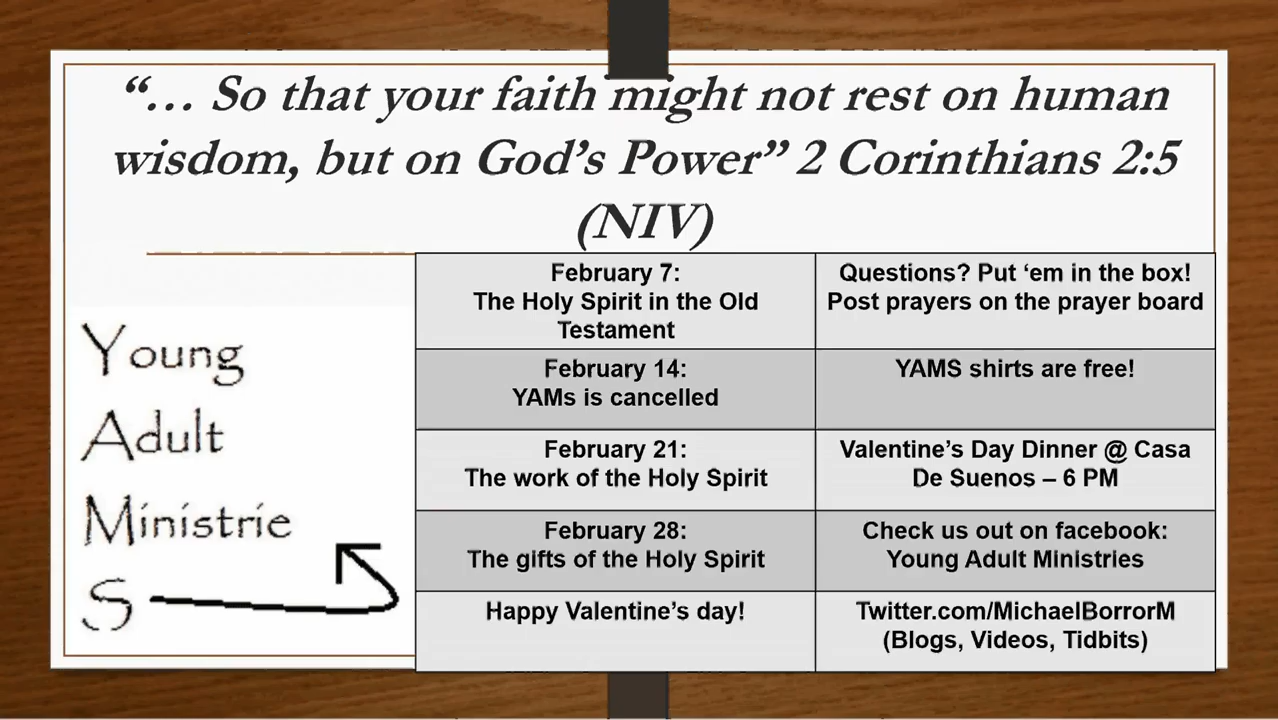 “… So that your faith might not rest on human
wisdom, but on God’s Power” 2 Corinthians 2:5
(NIV)
Young
Adult
Ministrie
S
February 7:
The Holy Spirit in the Old
Testament
Questions? Put ‘em in the box!
Post prayers on the prayer board
February 14:
YAMs is cancelled
YAMS shirts are free!
February 21:
The work of the Holy Spirit
Valentine’s Day Dinner @ Casa
De Suenos – 6 PM
February 28:
The gifts of the Holy Spirit
Check us out on facebook:
Young Adult Ministries
Happy Valentine’s day!
Twitter.com/MichaelBorrorM
(Blogs, Videos, Tidbits)